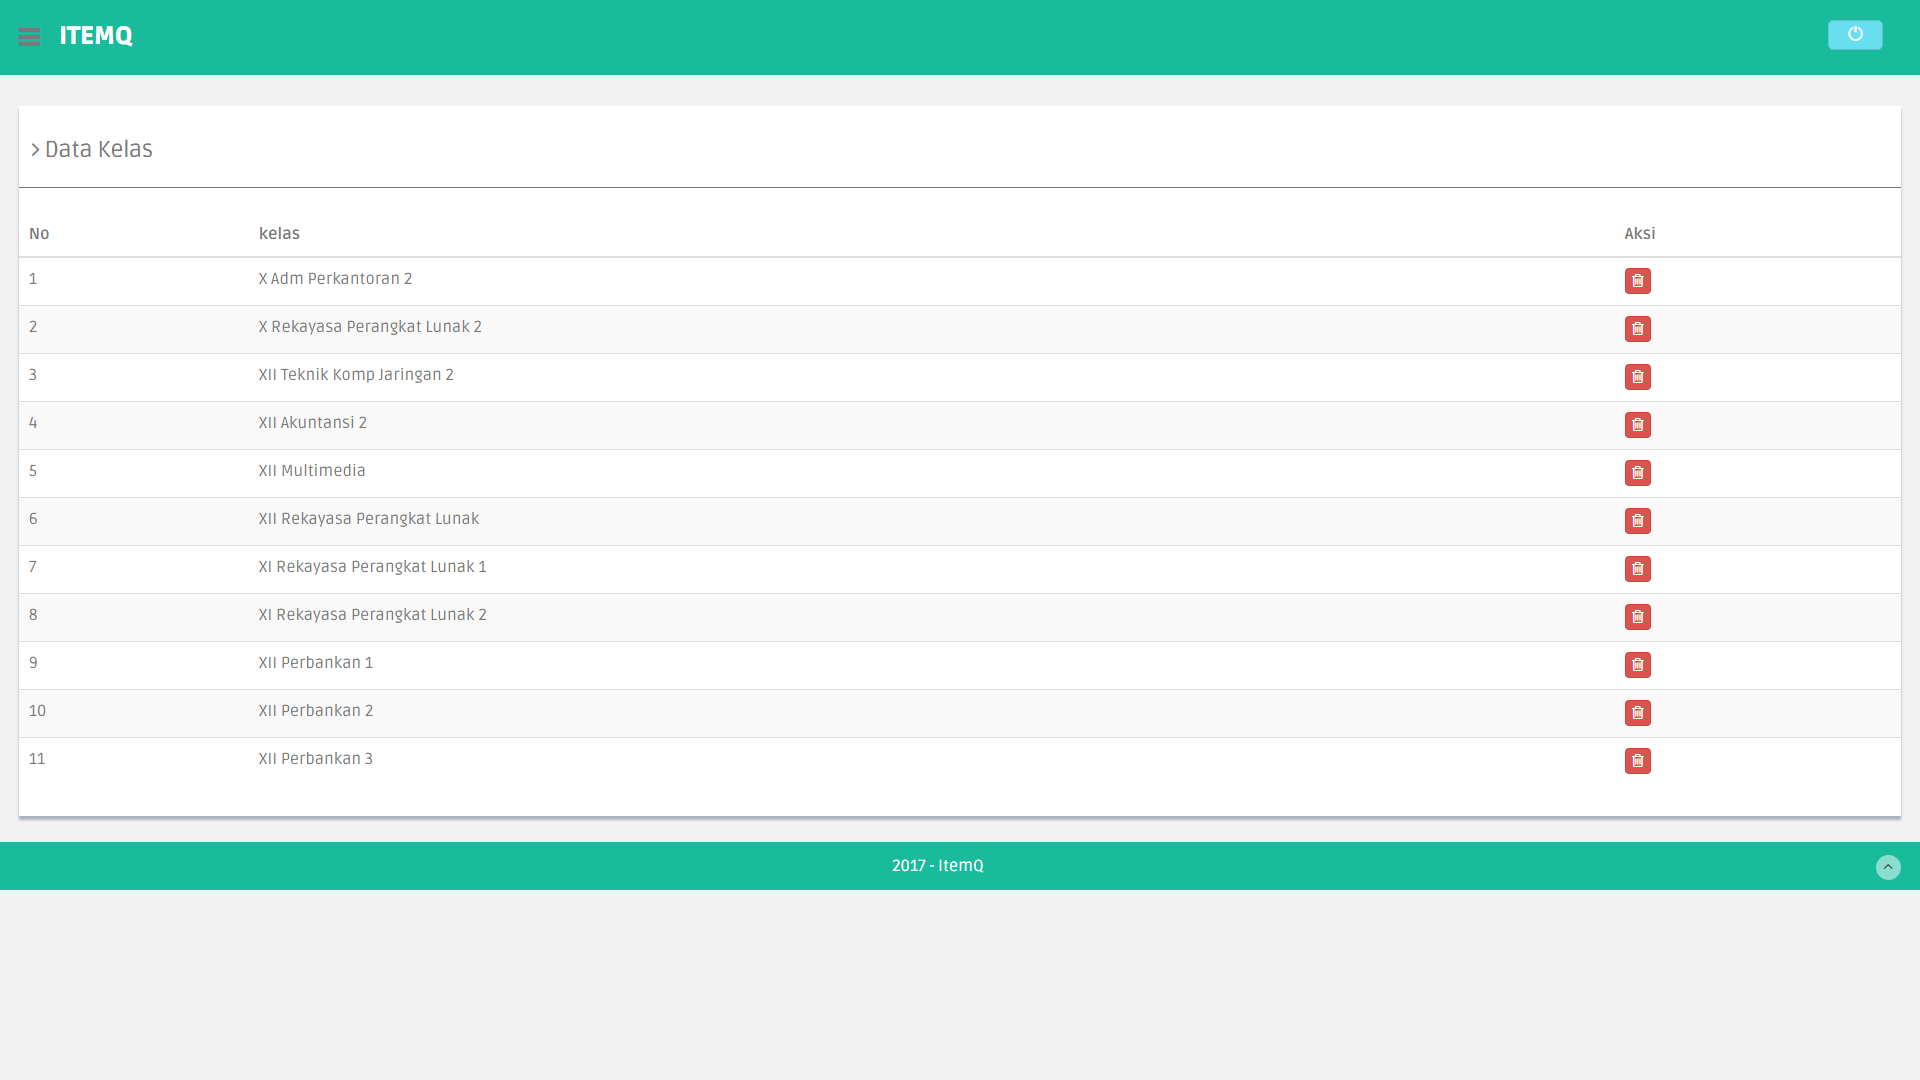 ITEMQ
Data Kelas
No kelas Aksi
1 X Adm Perkantoran 2
2 X Rekayasa Perangkat Lunak 2
3 XII Teknik Komp Jaringan 2
4 XII Akuntansi 2
5 XII Multimedia
6 XII Rekayasa Perangkat Lunak
7 XI Rekayasa Perangkat Lunak 1
8 XI Rekayasa Perangkat Lunak 2
9 XII Perbankan 1
10 XII Perbankan 2
11 XII Perbankan 3
2017 - ItemQ